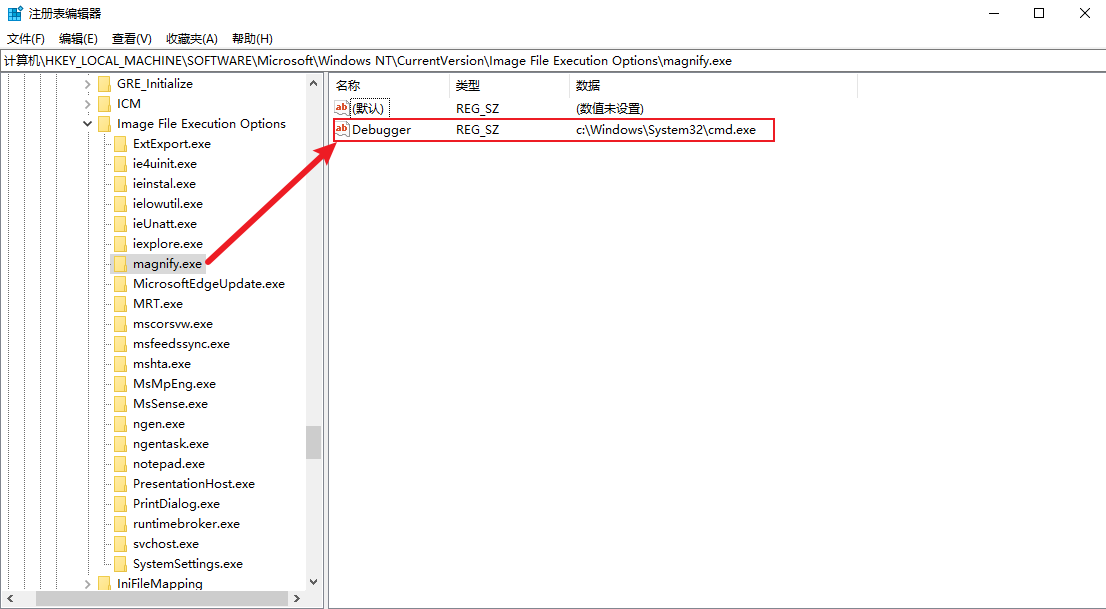 注册表编辑器
文件(F) 编辑(E) 查看(V) 收藏夹(A) 帮助(H)
计算机\HKEY_LOCAL_MACHINE\SOFTWARE\Microsoft\Windows NT\CurrentVersion\Image File Execution Options\magnify.exe
GRE_Initialize
ICM
Image File Execution Options
ExtExport.exe
ie4uinit.exe
ieinstal.exe
ielowutil.exe
ieUnatt.exe
iexplore.exe
magnify.exe
MicrosoftEdgeUpdate.exe
MRT.exe
mscorsvw.exe
msfeedssync.exe
mshta.exe
MsMpEng.exe
MsSense.exe
ngen.exe
ngentask.exe
notepad.exe
PresentationHost.exe
PrintDialog.exe
runtimebroker.exe
svchost.exe
SystemSettings.exe
IniFileMapping
名称 类型 数据
ab (默认) REG_SZ (数值未设置)
ab Debugger REG_SZ c:\Windows\System32\cmd.exe